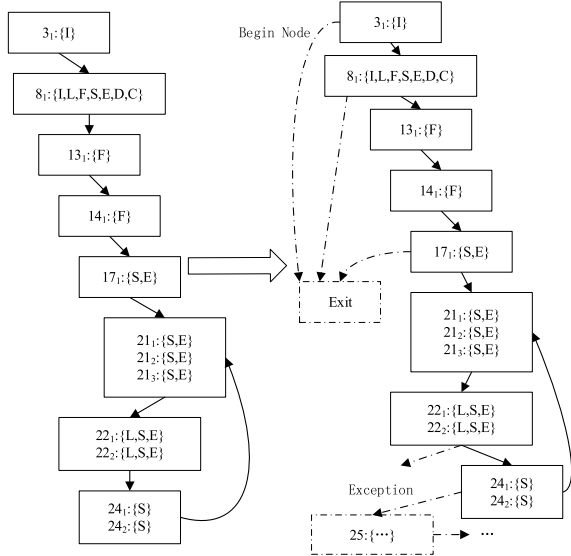 3₁:{I}
8₁:{I,L,F,S,E,D,C}
13₁:{F}
14₁:{F}
17₁:{S,E}
21₁:{S,E}
21₂:{S,E}
21₃:{S,E}
22₁:{L,S,E}
22₂:{L,S,E}
24₁:{S}
24₂:{S}
Begin Node
3₁:{I}
8₁:{I,L,F,S,E,D,C}
13₁:{F}
14₁:{F}
17₁:{S,E}
Exit
21₁:{S,E}
21₂:{S,E}
21₃:{S,E}
22₁:{L,S,E}
22₂:{L,S,E}
24₁:{S}
24₂:{S}
Exception
25:{···}
···